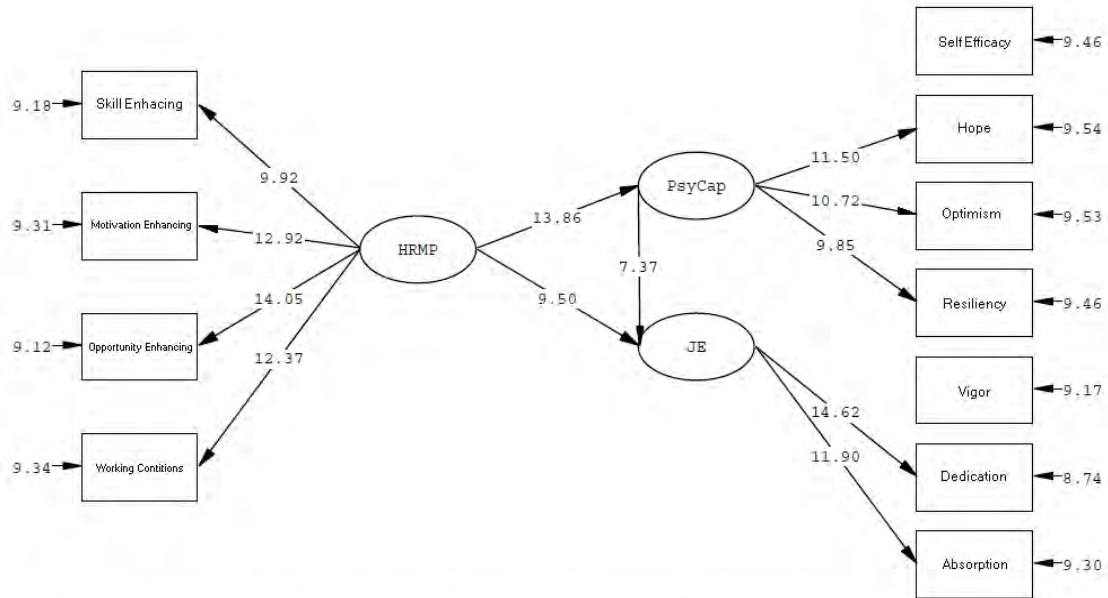 Self Efficacy
9.46
9.18
Skill Enhacing
Hope
9.54
11.50
9.92
PsyCap
10.72
Optimism
9.53
9.31
Motivation Enhancing
12.92
HRMP
13.86
9.85
7.37
14.05
9.50
Resiliency
9.46
9.12
Opportunity Enhancing
JE
12.37
Vigor
9.17
14.62
11.90
9.34
Working Contitions
Dedication
8.74
Absorption
9.30